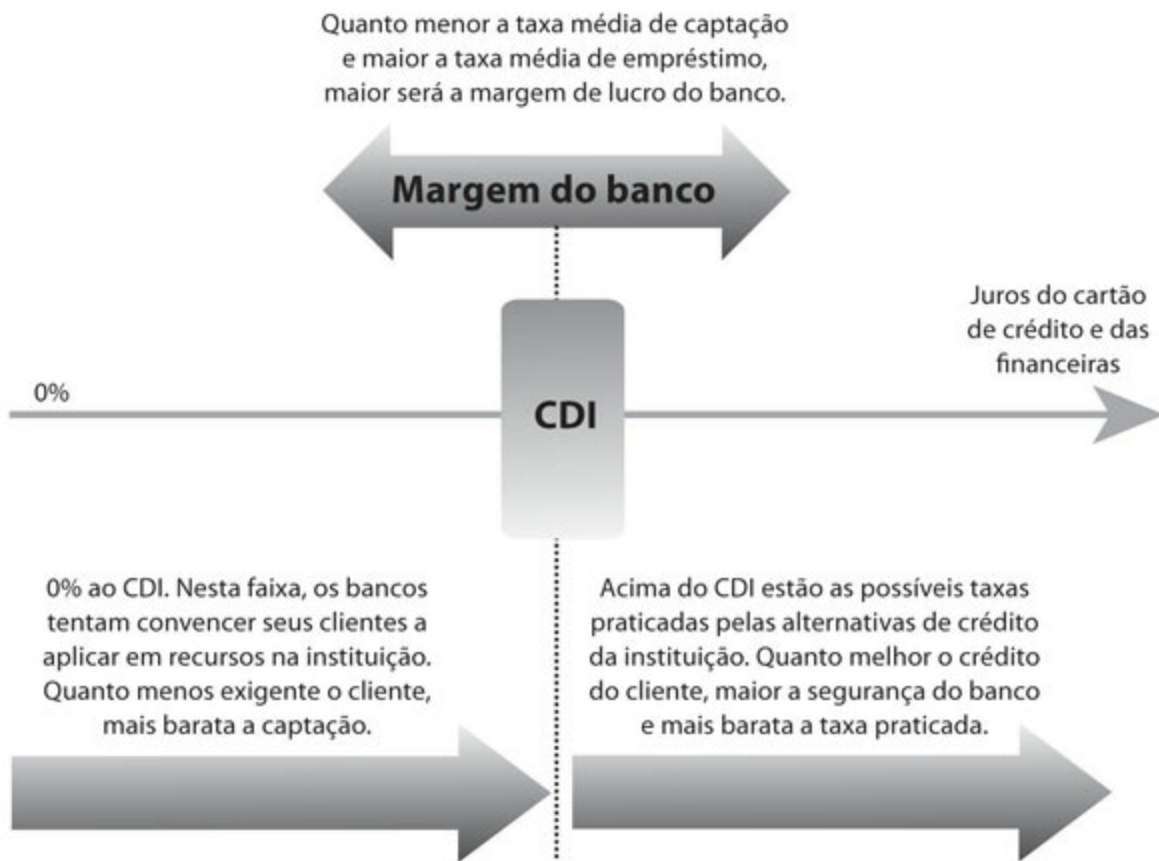 Quanto menor a taxa média de captação
e maior a taxa média de empréstimo,
maior será a margem de lucro do banco.
Margem do banco
Juros do cartão
de crédito e das
financeiras
0%
CDI
0% ao CDI. Nesta faixa, os bancos
tentam convencer seus clientes a
aplicar em recursos na instituição.
Quanto menos exigente o cliente,
mais barata a captação.
Acima do CDI estão as possíveis taxas
praticadas pelas alternativas de crédito
da instituição. Quanto melhor o crédito
do cliente, maior a segurança do banco
e mais barata a taxa praticada.